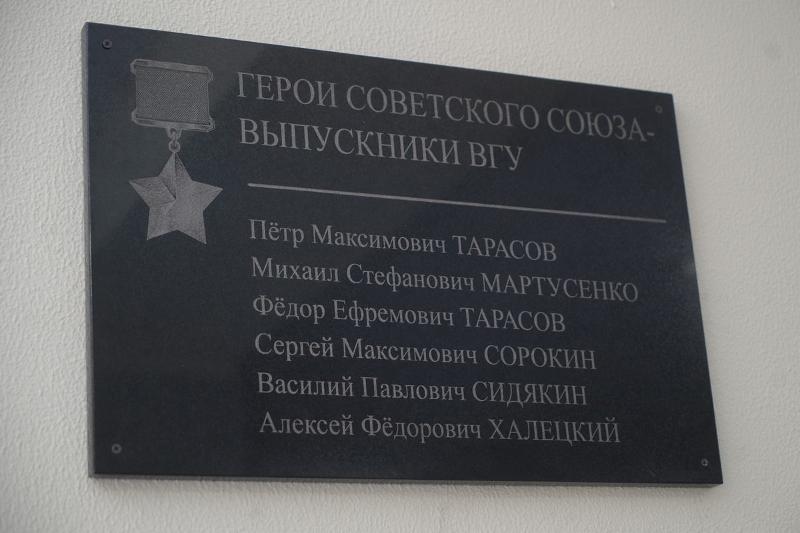 ГЕРОИ СОВЕТСКОГО СОЮЗА-
ВЫПУСКНИКИ ВГУ
Пётр Максимович ТАРАСОВ
Михаил Стефанович МАРТУСЕНКО
Фёдор Ефремович ТАРАСОВ
Сергей Максимович СОРОКИН
Василий Павлович СИДЯКИН
Алексей Фёдорович ХАЛЕЦКИЙ